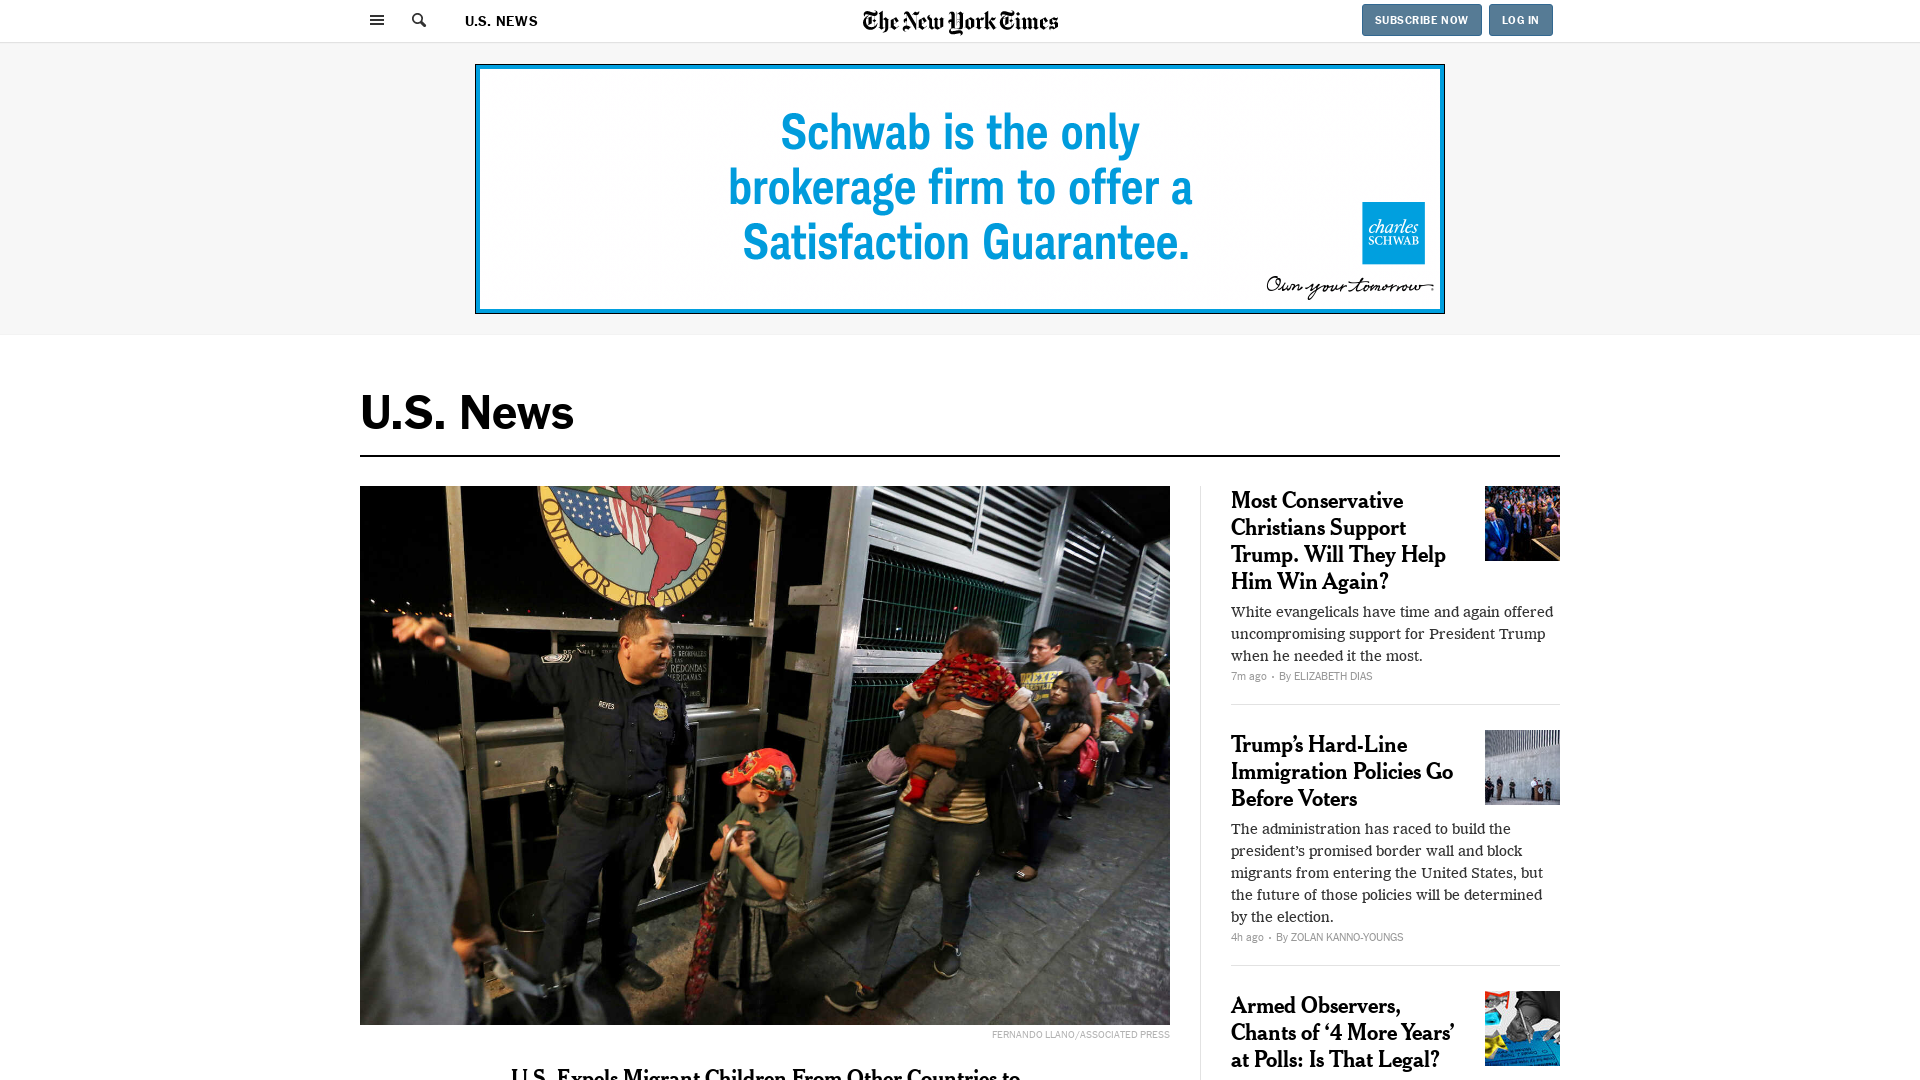 U.S. NEWS
The New York Times
SUBSCRIBE NOW
LOG IN
Schwab is the only
brokerage firm to offer a
Satisfaction Guarantee.
charles
SCHWAB
Own your tomorrow.
U.S. News
ONE FOR ALL ALL FOR ONE
REYES
FERNANDO LLANO/ASSOCIATED PRESS
U.S. Expels Migrant Children From Other Countries to
Most Conservative
Christians Support
Trump. Will They Help
Him Win Again?
White evangelicals have time and again offered
uncompromising support for President Trump
when he needed it the most.
7m ago • By ELIZABETH DIAS
Trump’s Hard-Line
Immigration Policies Go
Before Voters
The administration has raced to build the
president’s promised border wall and block
migrants from entering the United States, but
the future of those policies will be determined
by the election.
4h ago • By ZOLAN KANNO-YOUNGS
Armed Observers,
Chants of ‘4 More Years’
at Polls: Is That Legal?